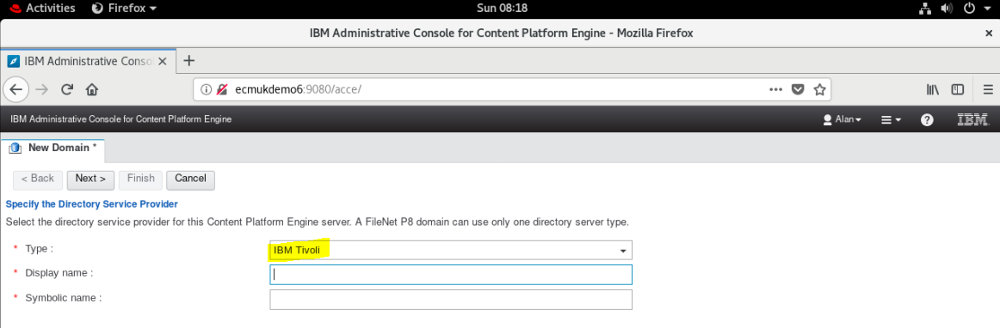 Activities Firefox Sun 08:18
IBM Administrative Console for Content Platform Engine - Mozilla Firefox ×
IBM Administrative Conso × +
ecmukdemo6:9080/acce/
IBM Administrative Console for Content Platform Engine Alan ? IBM
New Domain *
< Back Next > Finish Cancel
Specify the Directory Service Provider
Select the directory service provider for this Content Platform Engine server. A FileNet P8 domain can use only one directory server type.
* Type : IBM Tivoli
* Display name :
* Symbolic name :